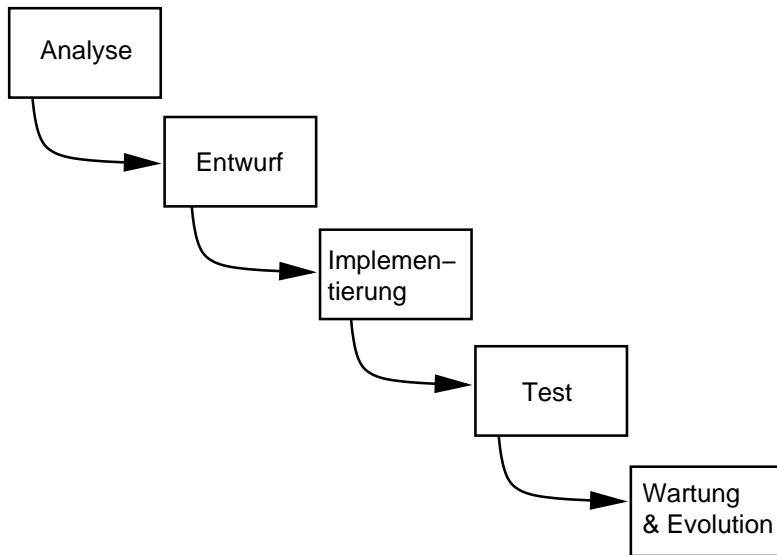 Analyse
Entwurf
Implemen–
tierung
Test
Wartung
& Evolution